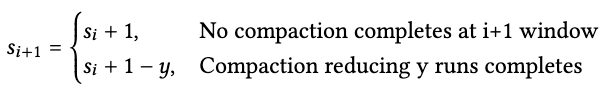 s_{i+1} = { s_i + 1, No compaction completes at i+1 window
s_i + 1 − y, Compaction reducing y runs completes